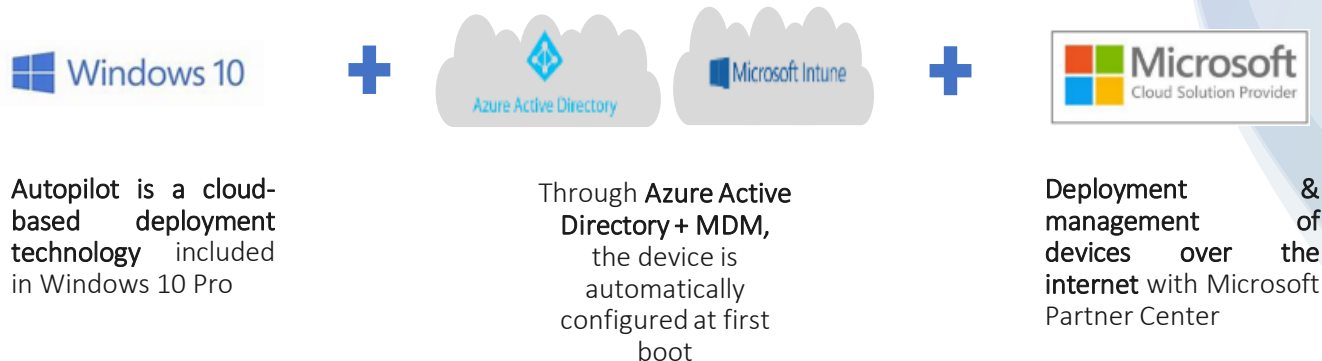 Windows 10
Azure Active Directory
Microsoft Intune
Microsoft
Cloud Solution Provider
Autopilot is a cloud-
based deployment
technology included
in Windows 10 Pro
Through Azure Active
Directory + MDM,
the device is
automatically
configured at first
boot
Deployment &
management of
devices over the
internet with Microsoft
Partner Center